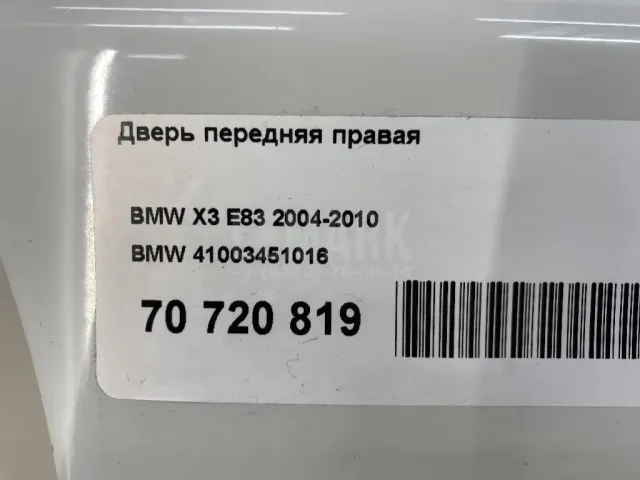 Дверь передняя правая
BMW X3 E83 2004-2010
BMW 41003451016
70 720 819